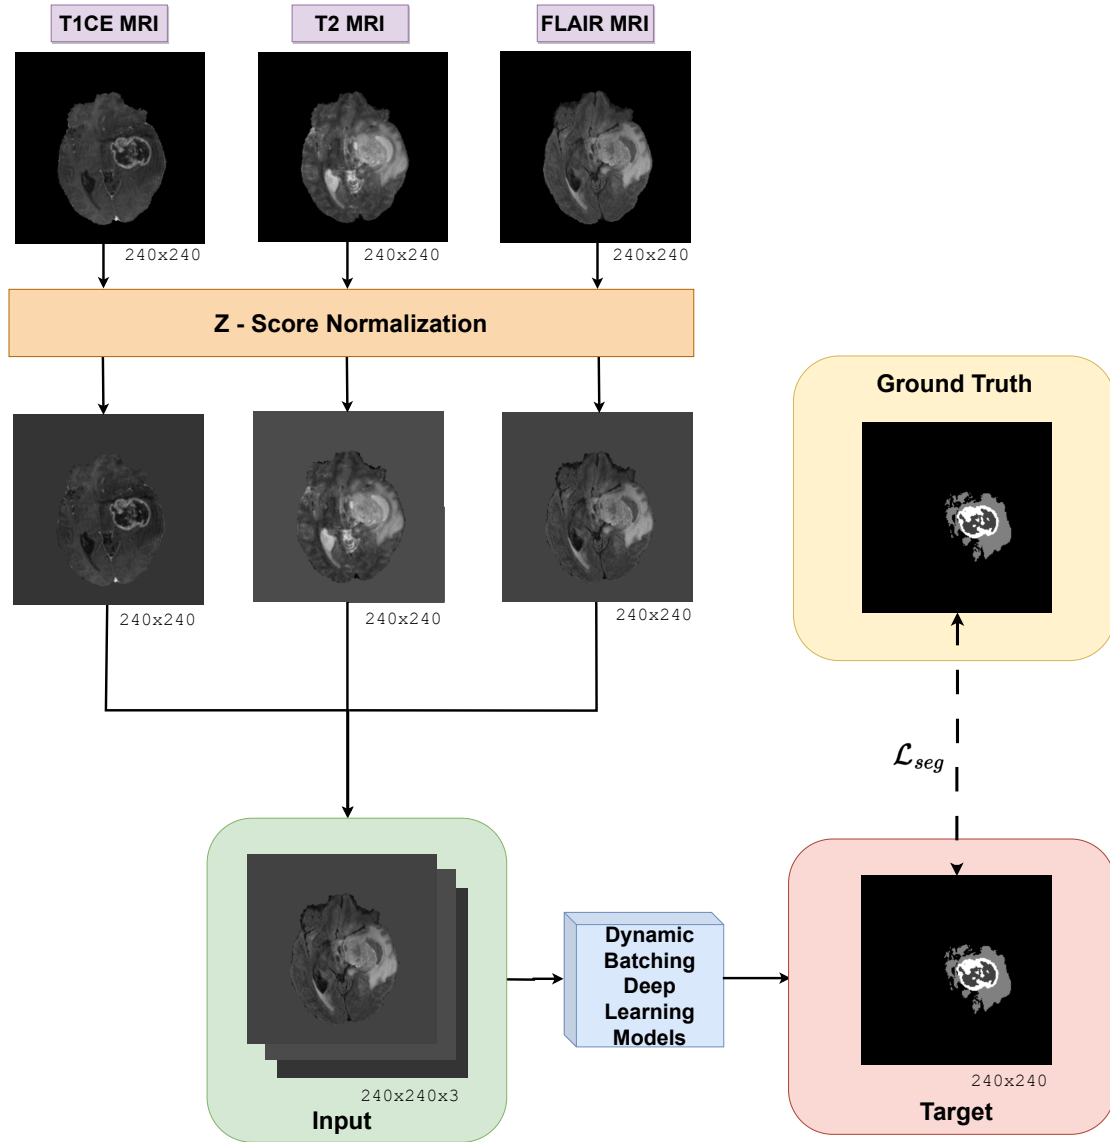 T1CE MRI
T2 MRI
FLAIR MRI
240x240
240x240
240x240
Z - Score Normalization
240x240
240x240
240x240
Ground Truth
ℒseg
240x240x3
Input
Dynamic
Batching
Deep
Learning
Models
240x240
Target